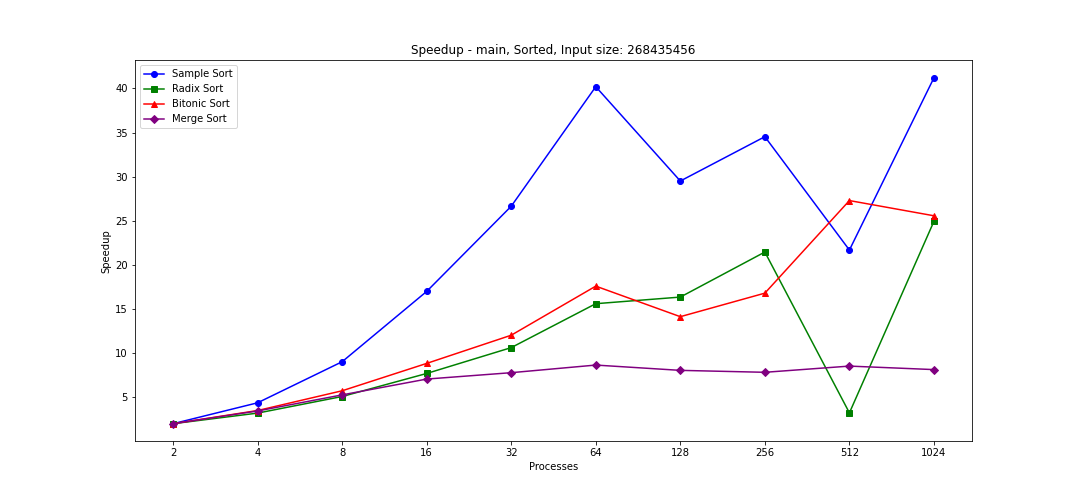 Speedup - main, Sorted, Input size: 268435456
Sample Sort
Radix Sort
Bitonic Sort
Merge Sort
Speedup
40
35
30
25
20
15
10
5
2 4 8 16 32 64 128 256 512 1024
Processes